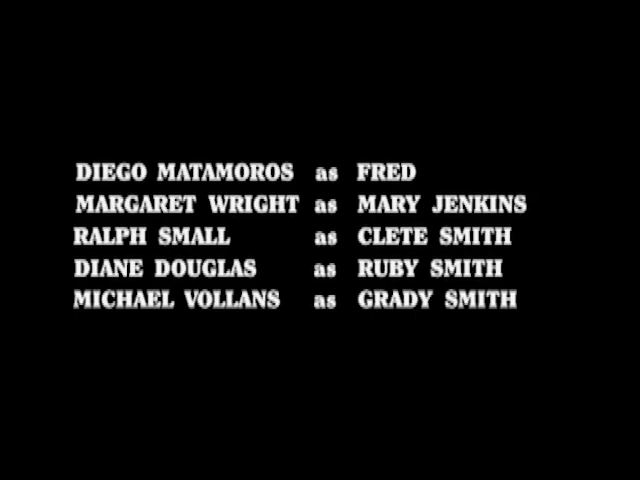 DIEGO MATAMOROS as FRED
MARGARET WRIGHT as MARY JENKINS
RALPH SMALL as CLETE SMITH
DIANE DOUGLAS as RUBY SMITH
MICHAEL VOLLANS as GRADY SMITH